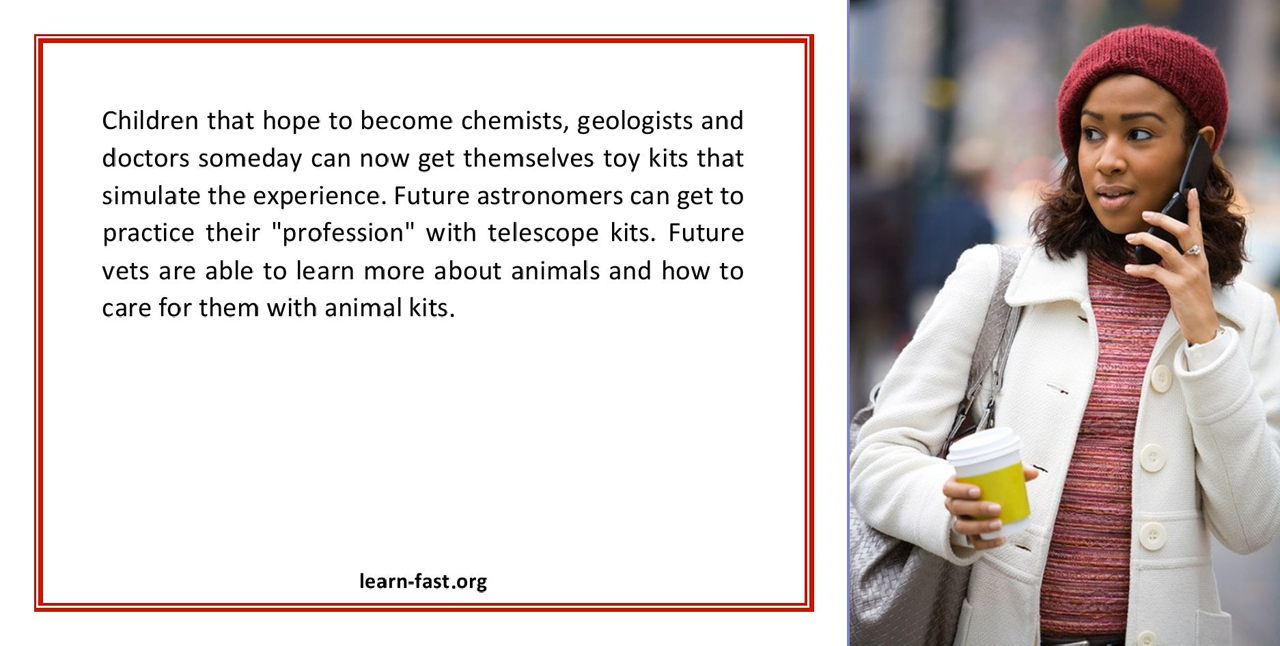 Children that hope to become chemists, geologists and
doctors someday can now get themselves toy kits that
simulate the experience. Future astronomers can get to
practice their "profession" with telescope kits. Future
vets are able to learn more about animals and how to
care for them with animal kits.
learn-fast.org